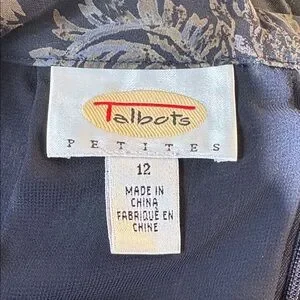 Talbots
PETITES
12
MADE IN
CHINA
FABRIQUÉ EN
CHINE